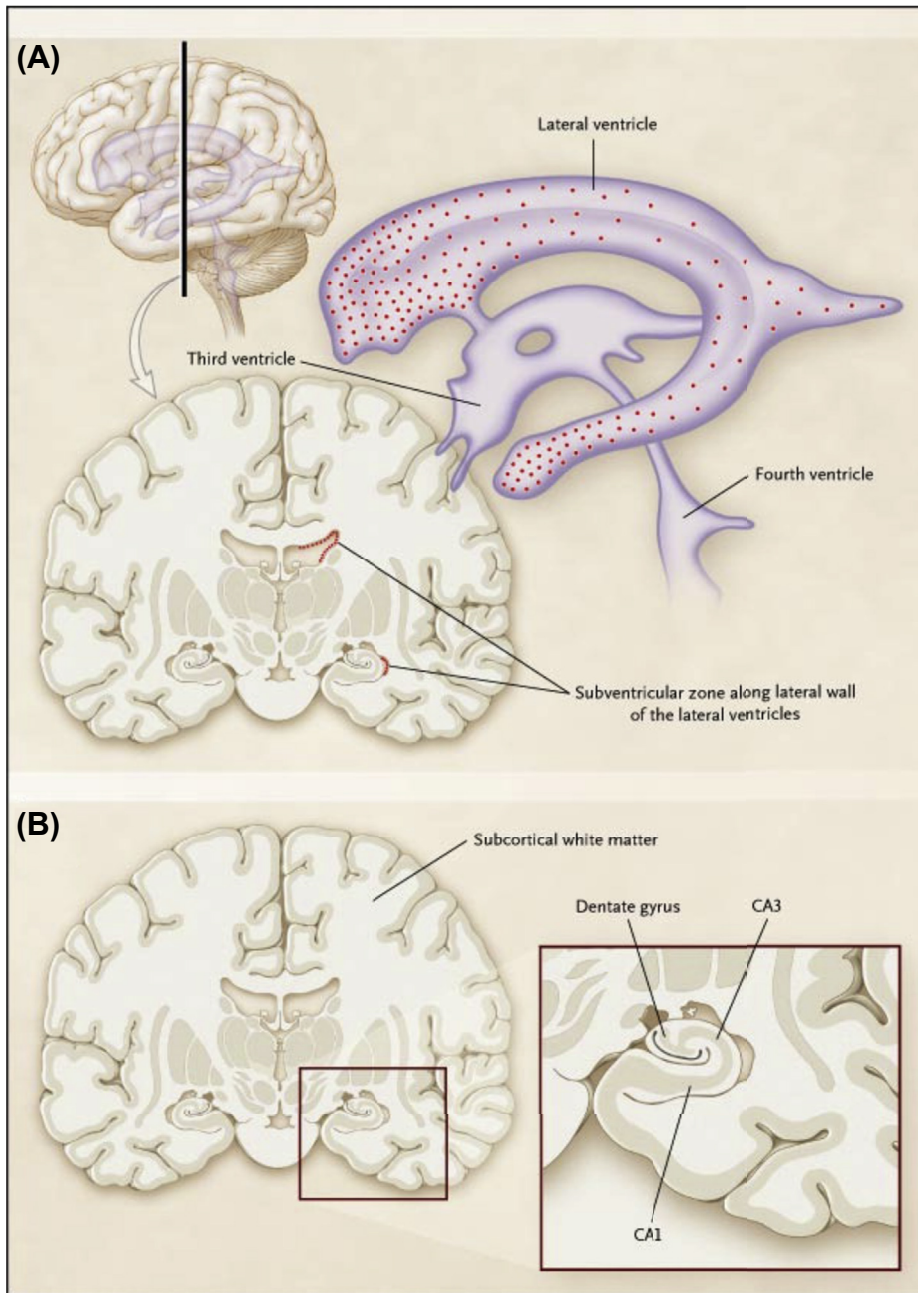 (A)
Lateral ventricle
Third ventricle
Fourth ventricle
Subventricular zone along lateral wall
of the lateral ventricles
(B)
Subcortical white matter
Dentate gyrus
CA3
CA1